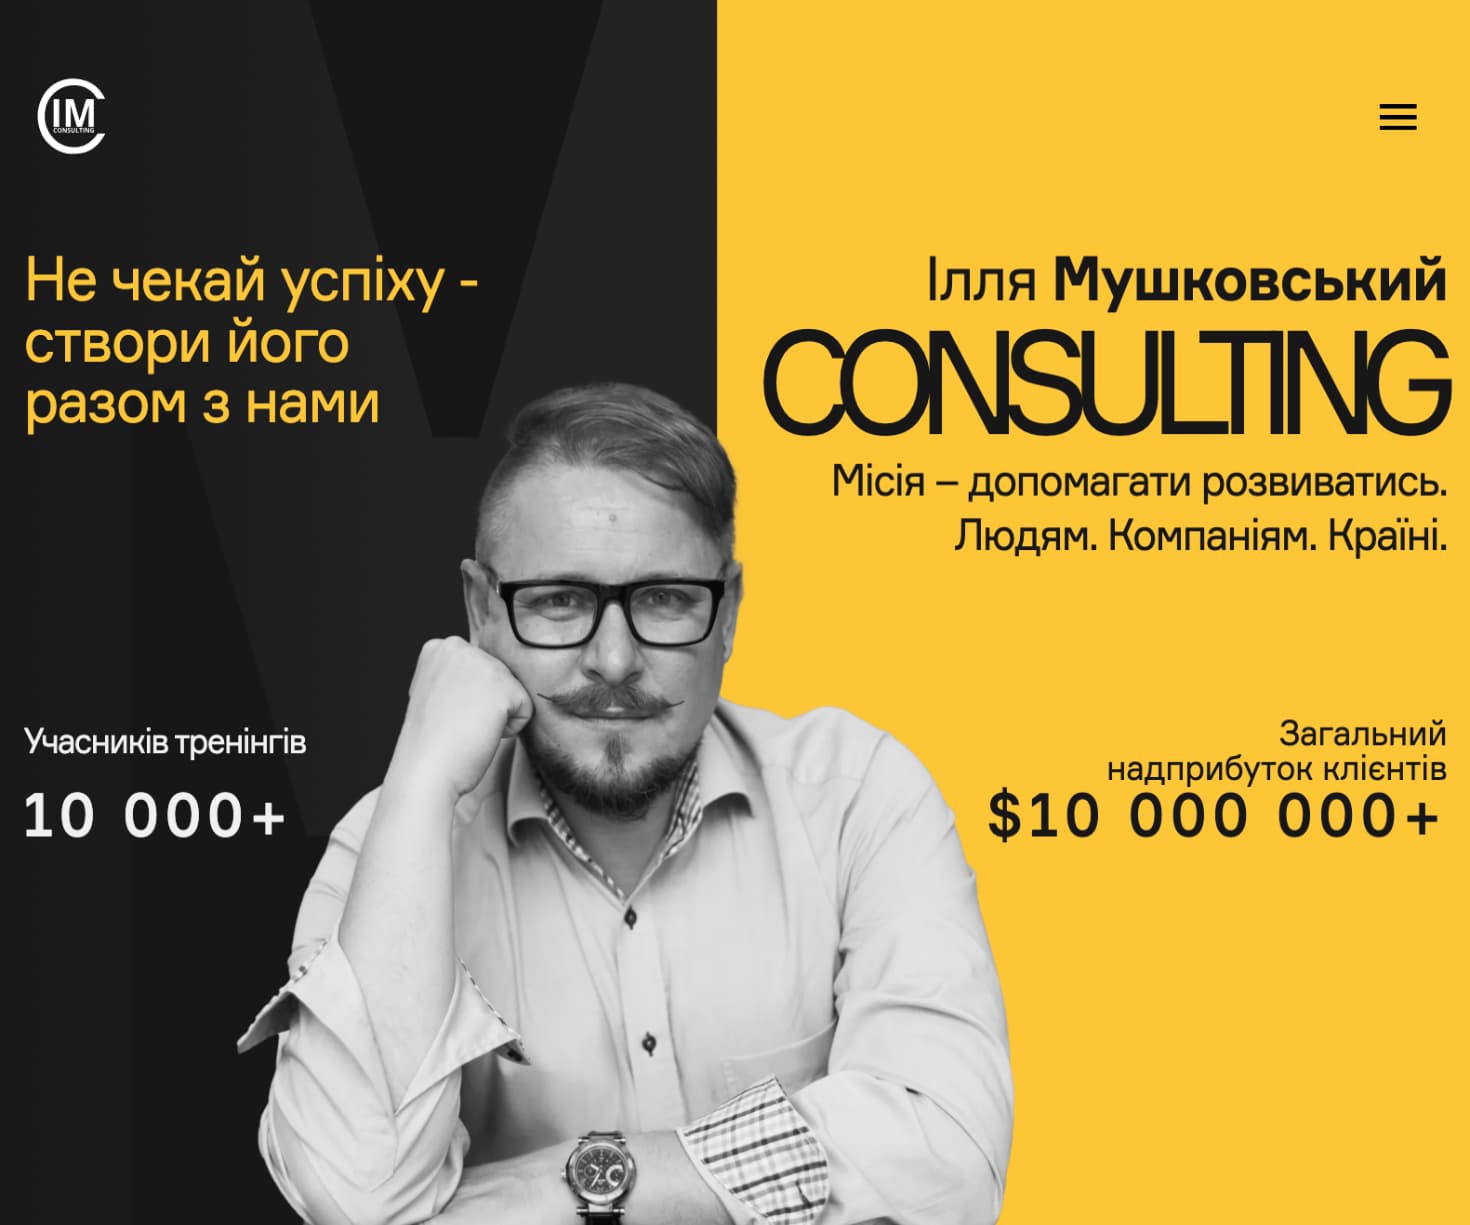 IM
CONSULTING
Не чекай успіху -
створи його
разом з нами
Ілля Мушковський
CONSULTING
Місія – допомагати розвиватись.
Людям. Компаніям. Країні.
Учасників тренінгів
10 000+
Загальний
надприбуток клієнтів
$10 000 000+